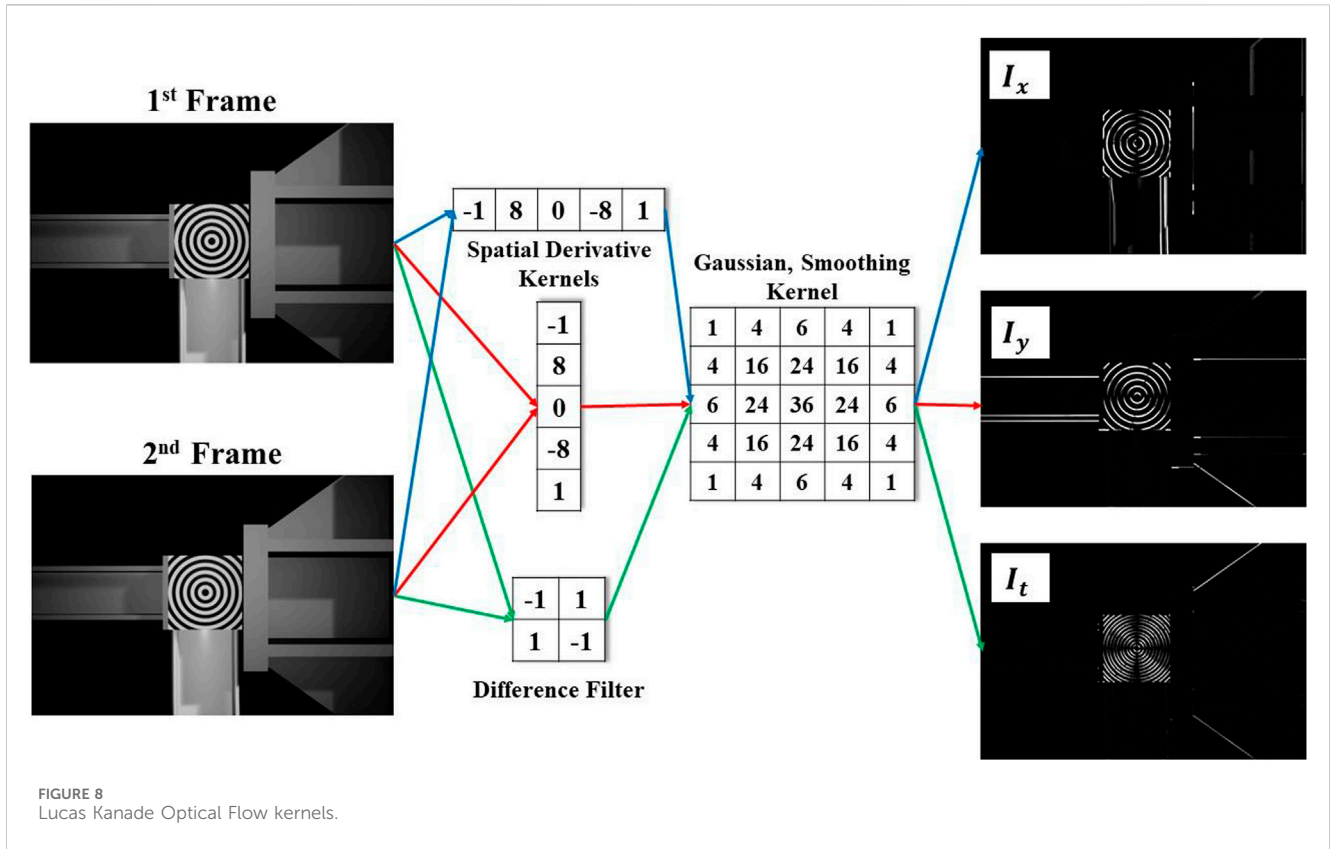 1st Frame
2nd Frame
-1 8 0 -8 1
Spatial Derivative
Kernels
-1
8
0
-8
1
-1 1
1 -1
Difference Filter
Gaussian, Smoothing
Kernel
1 4 6 4 1
4 16 24 16 4
6 24 36 24 6
4 16 24 16 4
1 4 6 4 1
Ix
Iy
It
FIGURE 8
Lucas Kanade Optical Flow kernels.